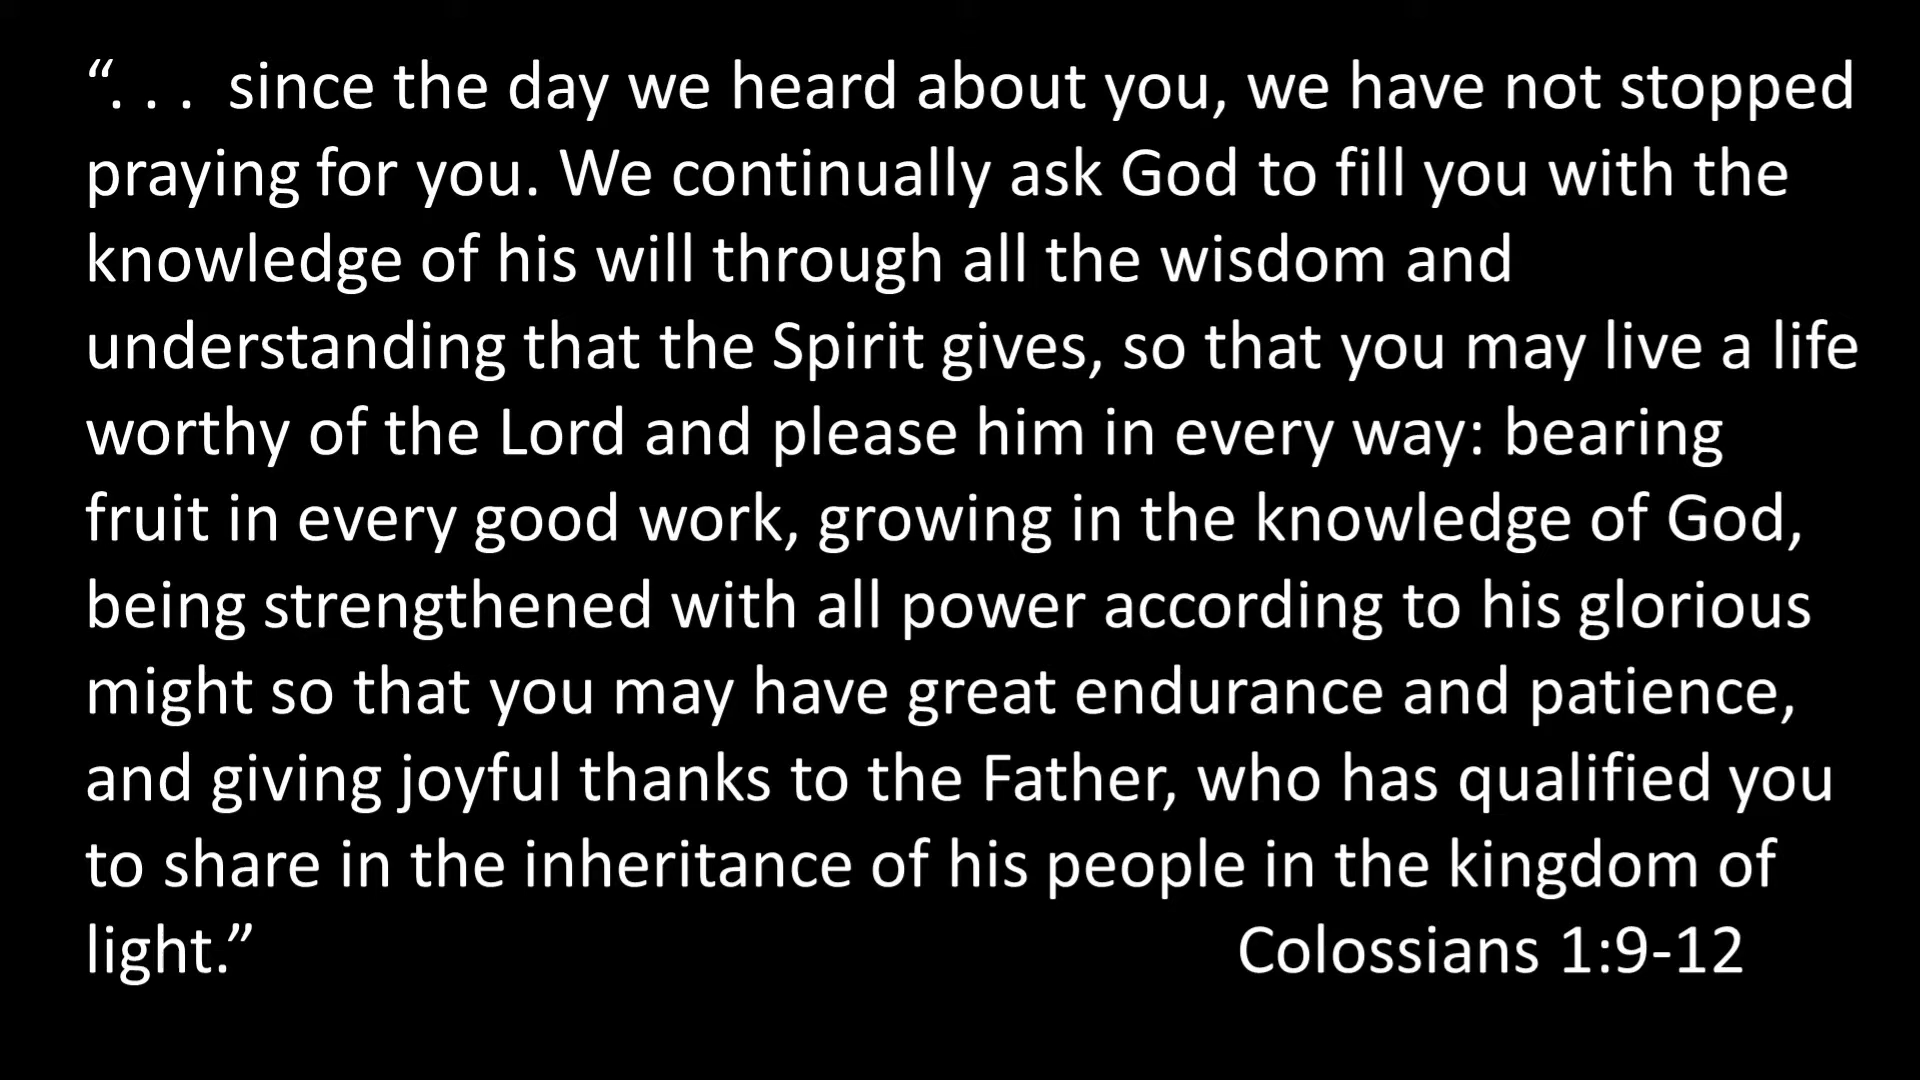 “. . .  since the day we heard about you, we have not stopped
praying for you. We continually ask God to fill you with the
knowledge of his will through all the wisdom and
understanding that the Spirit gives, so that you may live a life
worthy of the Lord and please him in every way: bearing
fruit in every good work, growing in the knowledge of God,
being strengthened with all power according to his glorious
might so that you may have great endurance and patience,
and giving joyful thanks to the Father, who has qualified you
to share in the inheritance of his people in the kingdom of
light.” Colossians 1:9-12